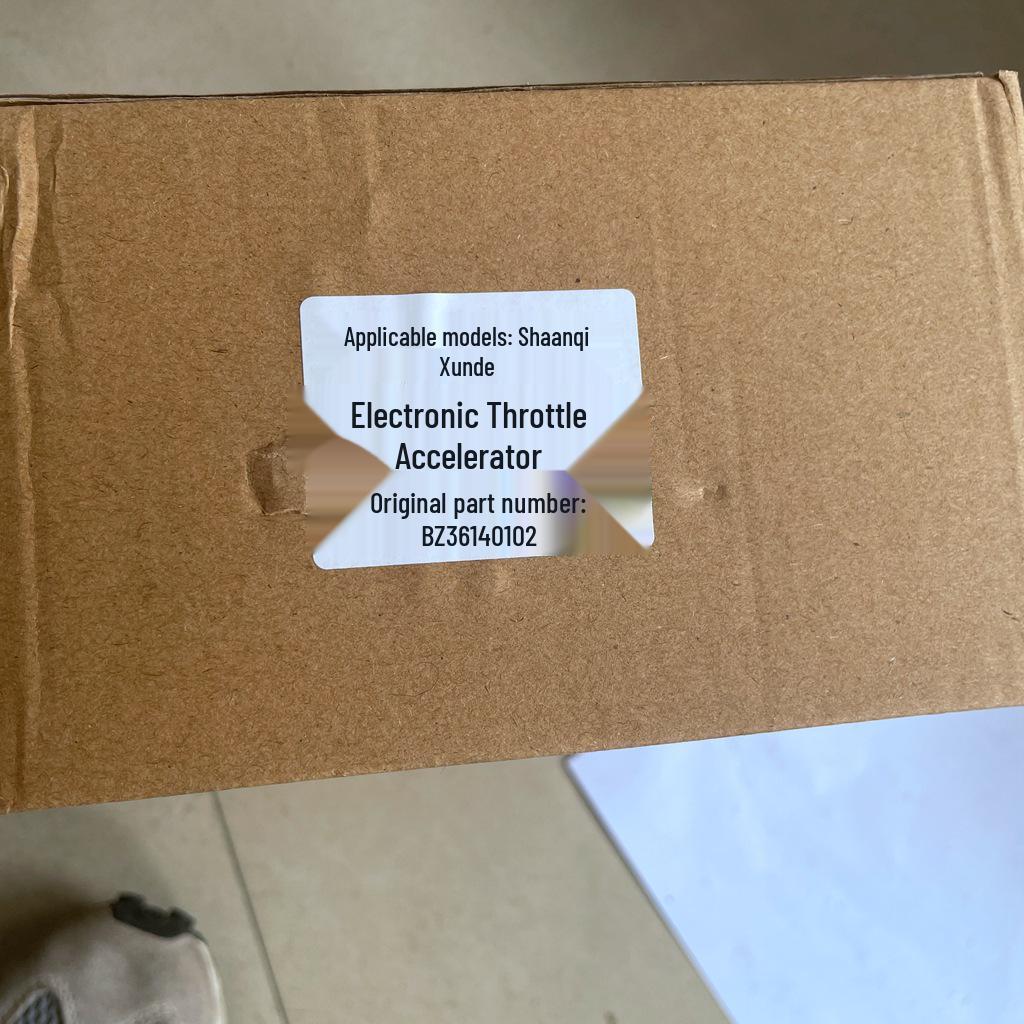 Applicable models: Shaanqi
Xunde
Electronic Throttle
Accelerator
Original part number:
BZ36140102